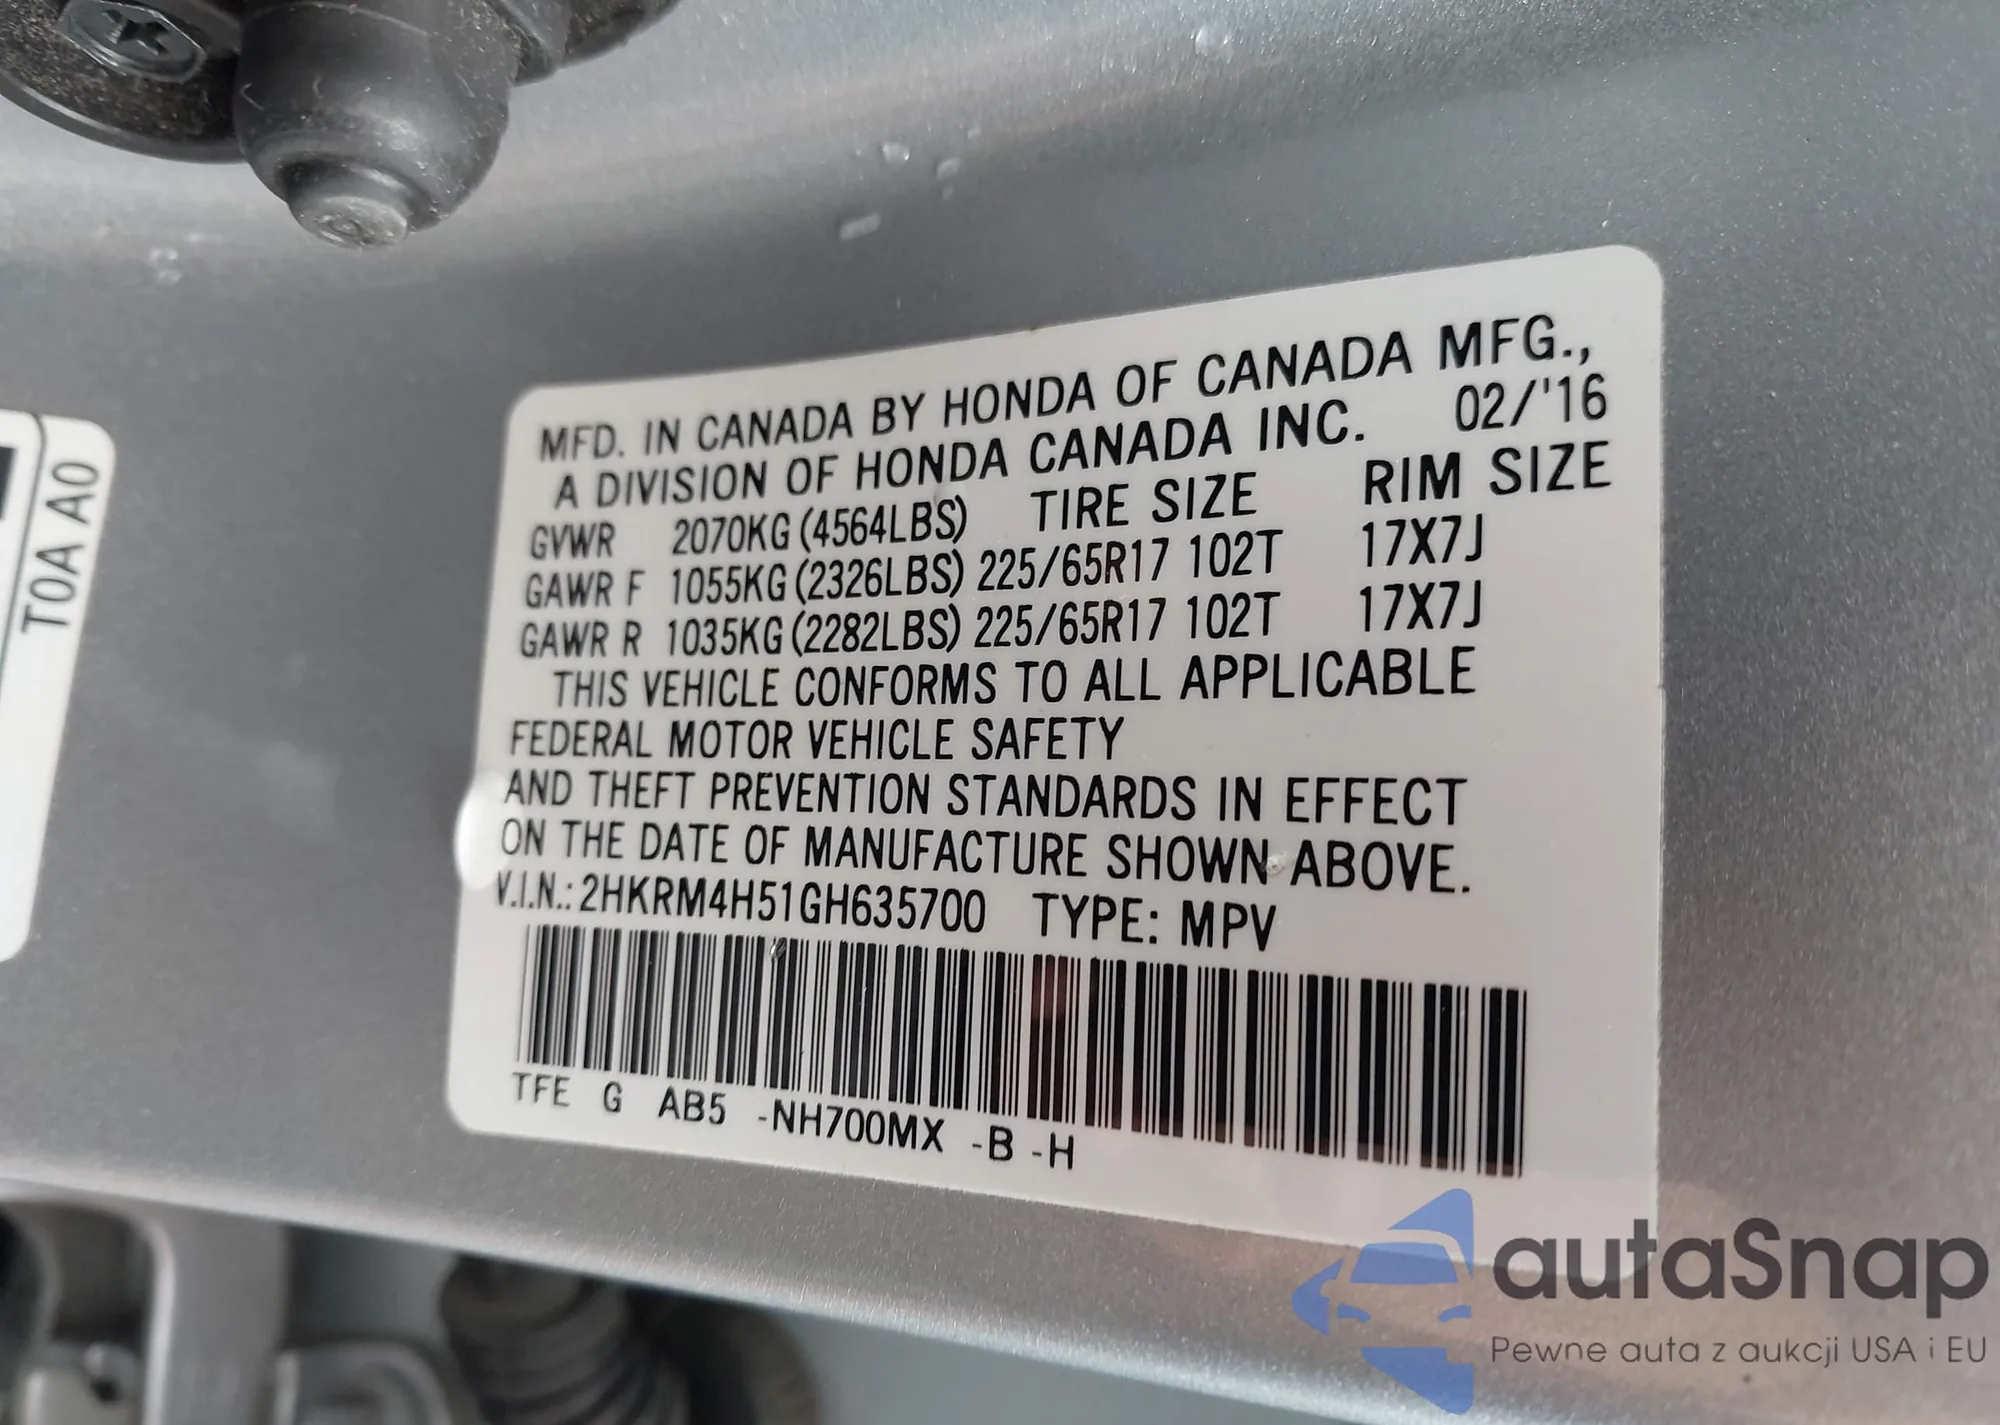 MFD. IN CANADA BY HONDA OF CANADA MFG.,
A DIVISION OF HONDA CANADA INC. 02/'16
GVWR 2070KG (4564LBS) TIRE SIZE RIM SIZE
GAWR F 1055KG (2326LBS) 225/65R17 102T 17X7J
GAWR R 1035KG (2282LBS) 225/65R17 102T 17X7J
THIS VEHICLE CONFORMS TO ALL APPLICABLE
FEDERAL MOTOR VEHICLE SAFETY
AND THEFT PREVENTION STANDARDS IN EFFECT
ON THE DATE OF MANUFACTURE SHOWN ABOVE.
V.I.N.: 2HKRM4H51GH635700 TYPE: MPV
TFE G AB5 -NH700MX -B -H
T0A A0
autaSnap
Pewne auta z aukcji USA i EU